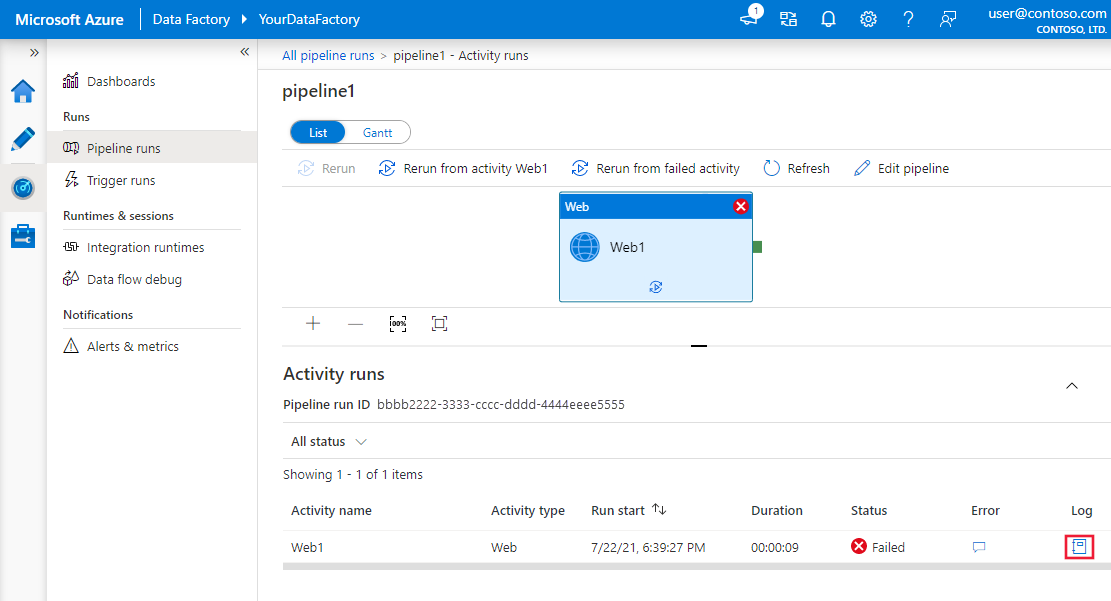 Microsoft Azure Data Factory YourDataFactory 1 user@contoso.com
CONTOSO, LTD.
All pipeline runs > pipeline1 - Activity runs
Dashboards
Runs
Pipeline runs
Trigger runs
Runtimes & sessions
Integration runtimes
Data flow debug
Notifications
Alerts & metrics
pipeline1
List Gantt
Rerun Rerun from activity Web1 Rerun from failed activity Refresh Edit pipeline
Web
Web1
100%
Activity runs
Pipeline run ID bbbb2222-3333-cccc-dddd-4444eeee5555
All status
Showing 1 - 1 of 1 items
Activity name Activity type Run start Duration Status Error Log
Web1 Web 7/22/21, 6:39:27 PM 00:00:09 Failed